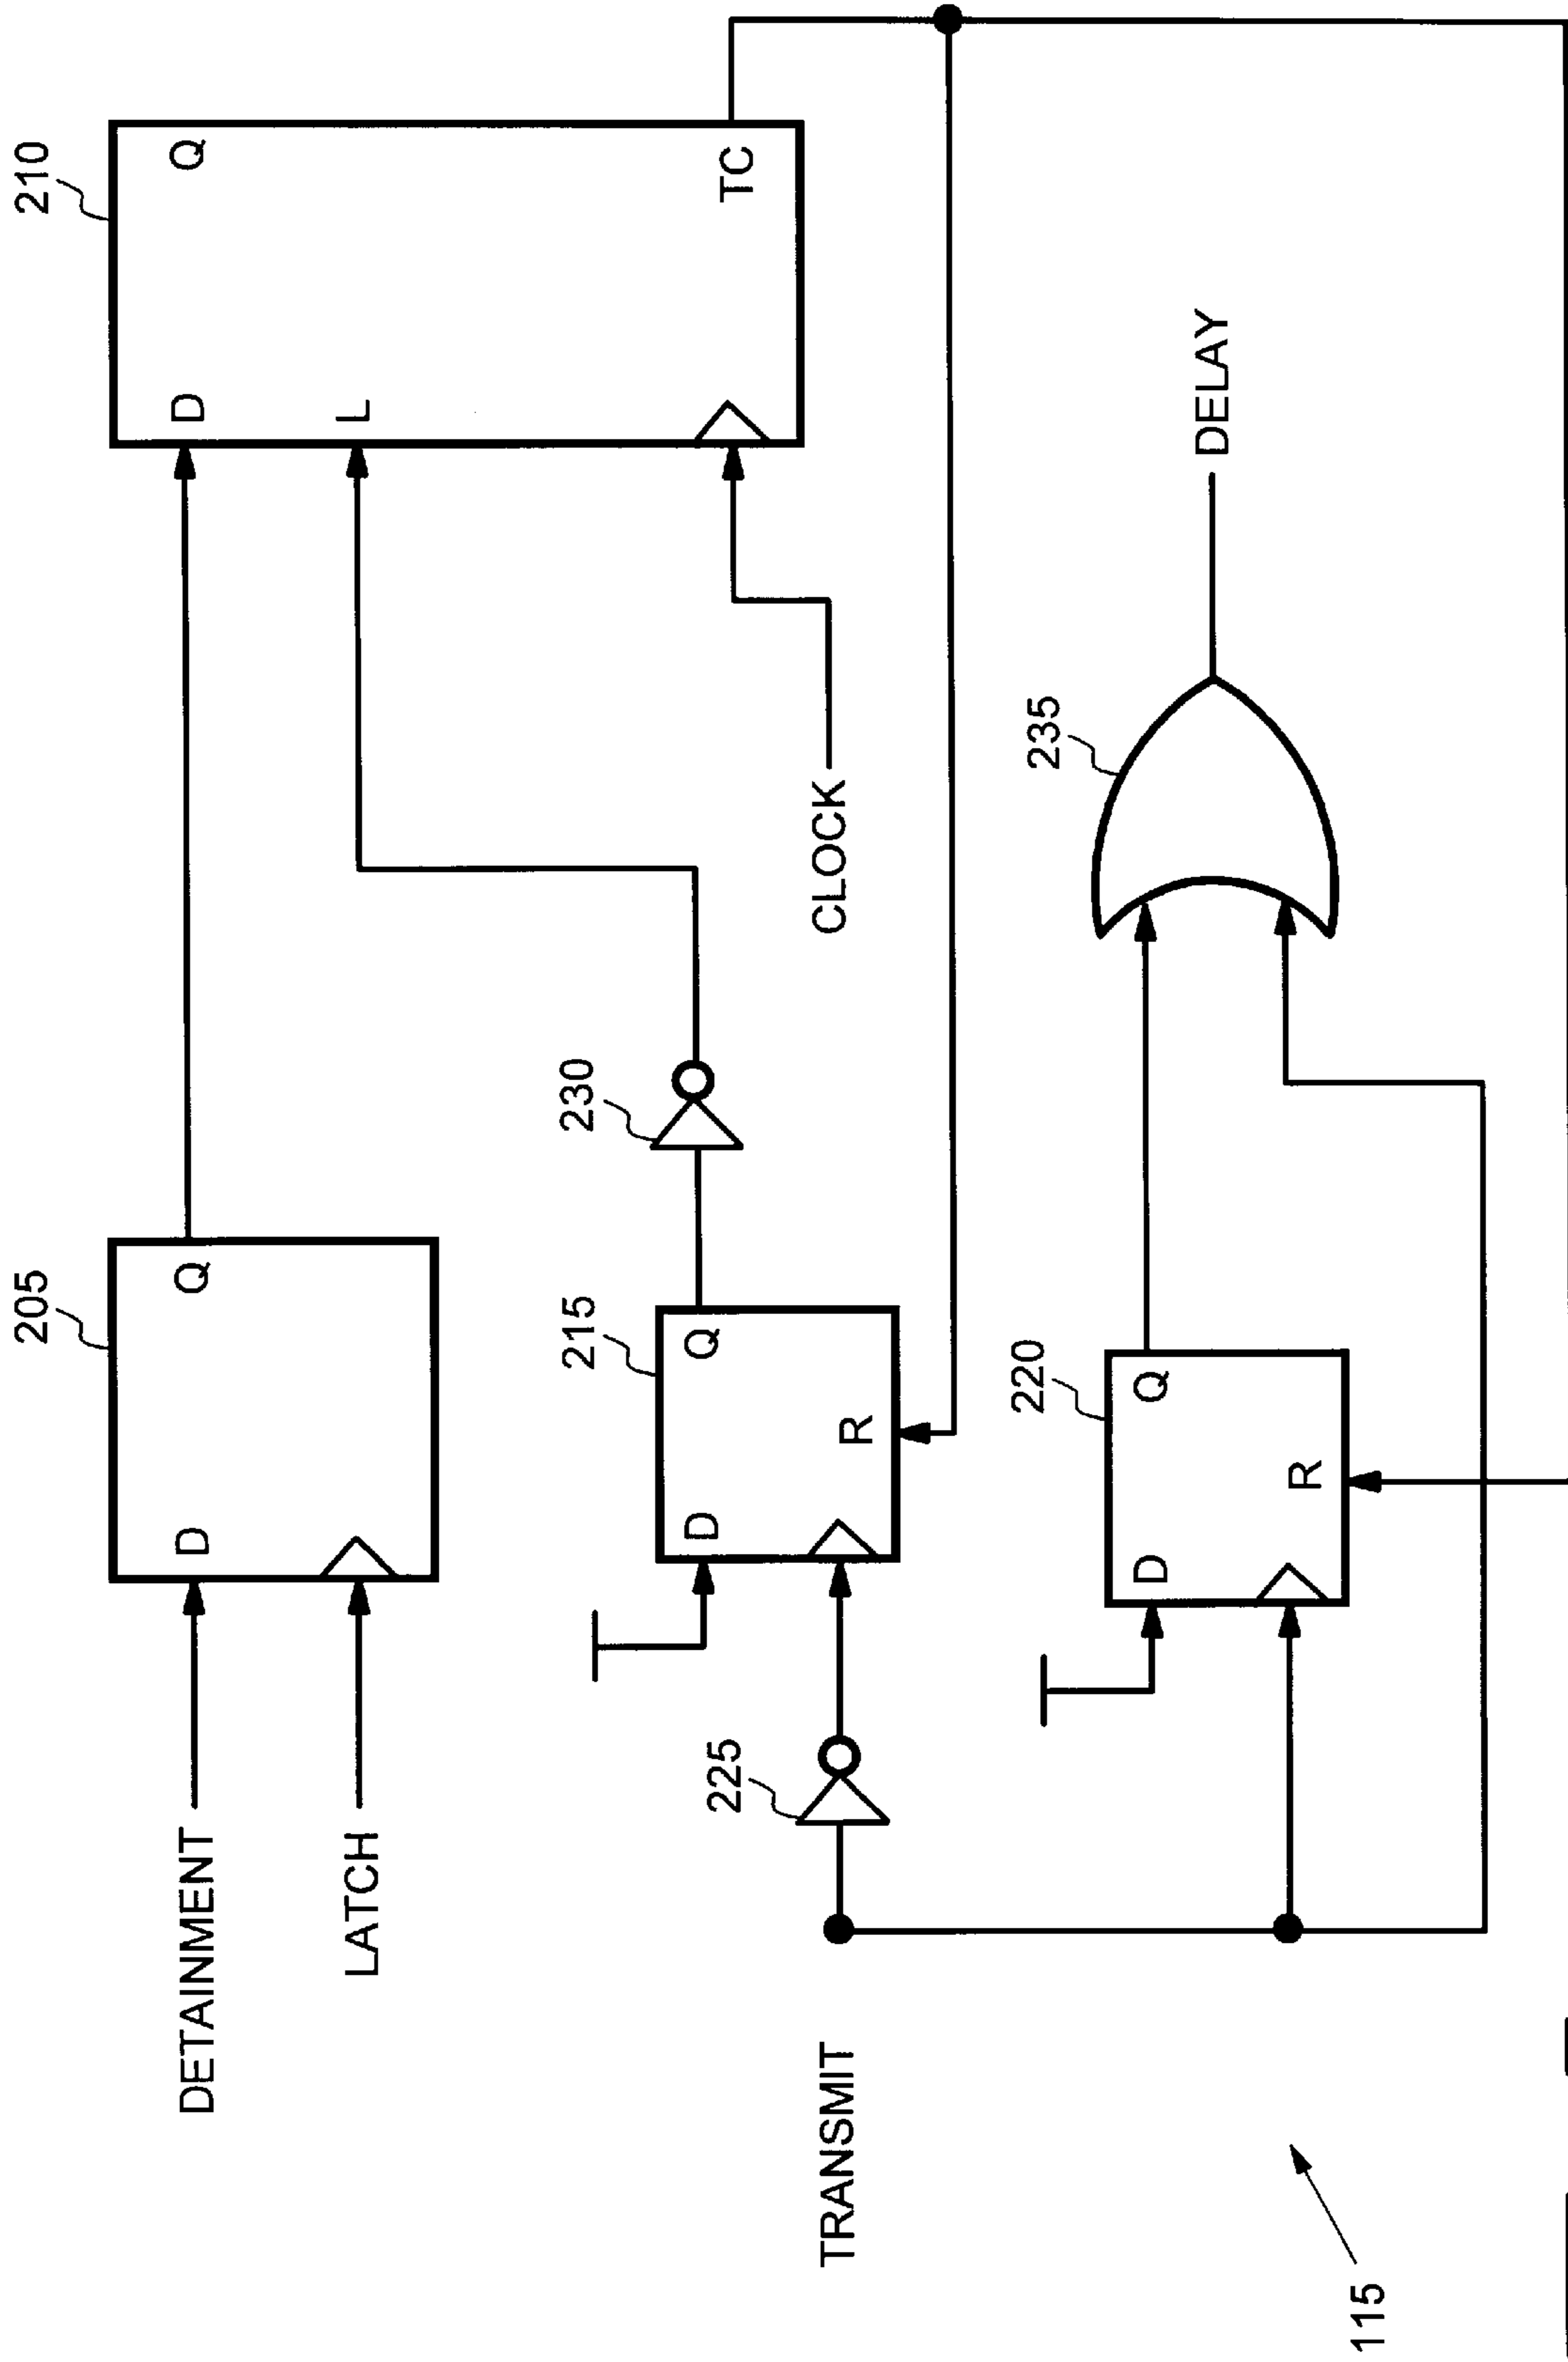 205
D
Q
210
D
Q
L
TC
DETAINMENT
LATCH
215
D
Q
R
230
225
CLOCK
TRANSMIT
220
D
Q
R
235
DELAY
115